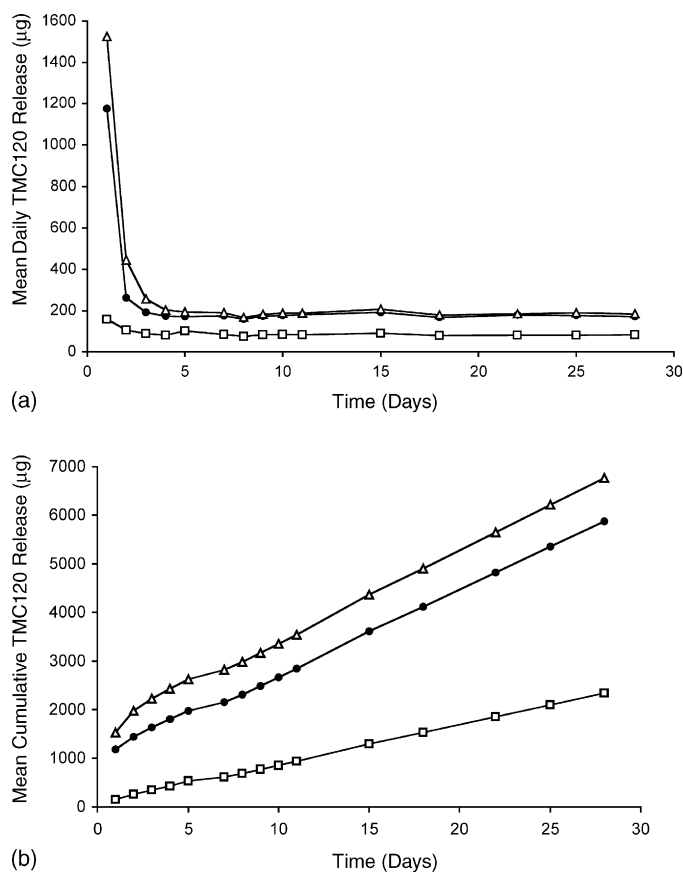 Mean Daily TMC120 Release (µg)
1600
1400
1200
1000
800
600
400
200
0
0 5 10 15 20 25 30
Time (Days)
(a)
Mean Cumulative TMC120 Release (µg)
7000
6000
5000
4000
3000
2000
1000
0
0 5 10 15 20 25 30
Time (Days)
(b)